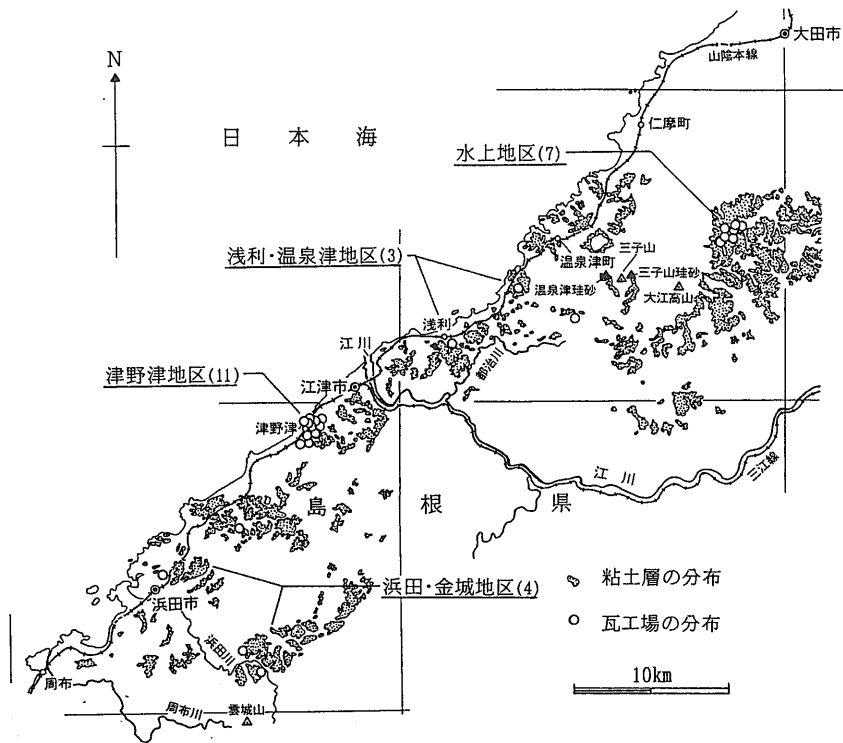 大田市
山陰本線
N
仁摩町
日本海
水上地区(7)
浅利・温泉津地区(3)
温泉津町
三子山
三子山珪砂
温泉津珪砂
大江高山
浅利
江川
都治川
津野津地区(11)
江津市
津野津
江川
三江線
島根県
粘土層の分布
浜田・金城地区(4)
浜田市
瓦工場の分布
浜田川
10km
周布
周布川
雲城山